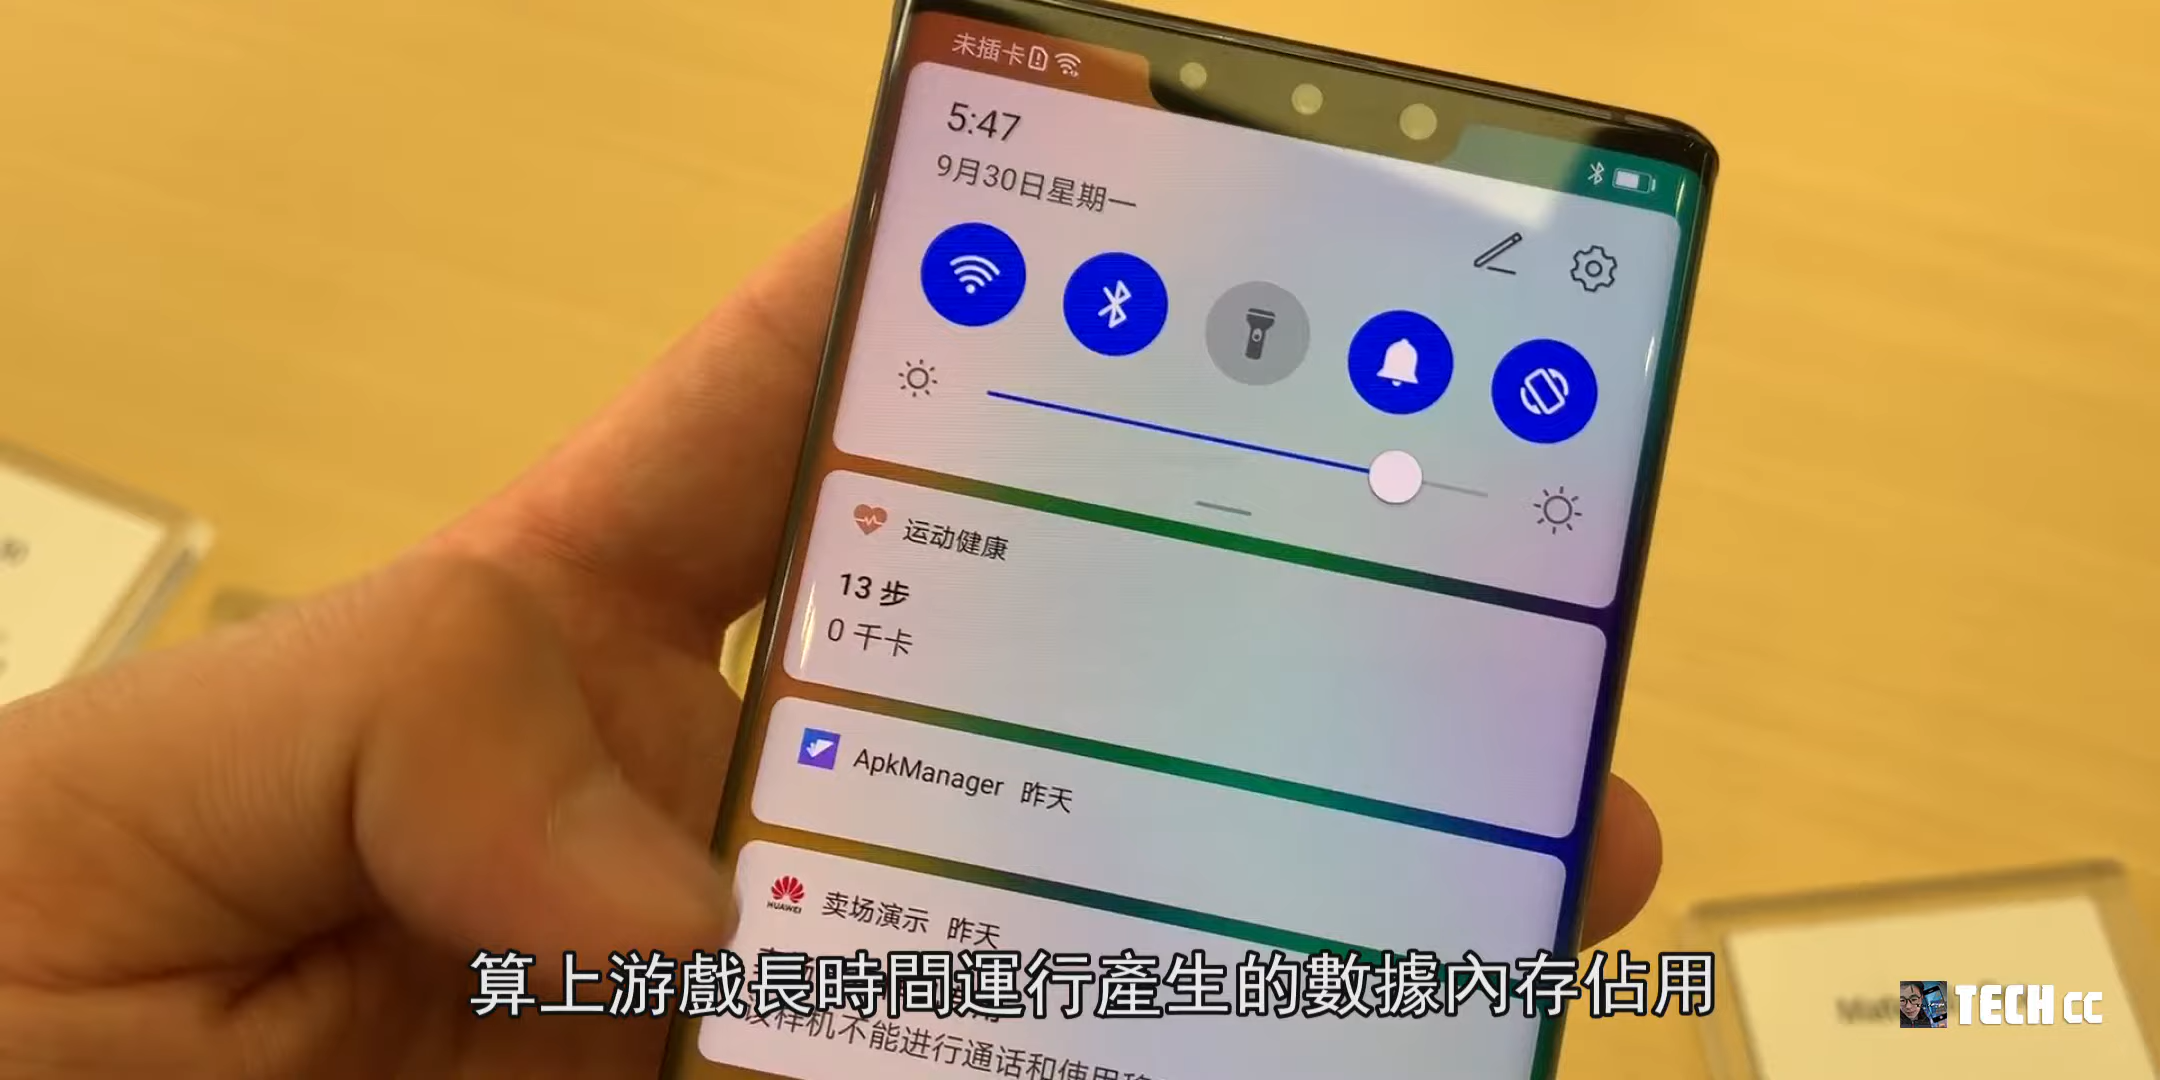 未插卡
5:47
9月30日星期一
运动健康
13 步
0 千卡
ApkManager 昨天
HUAWEI
卖场演示 昨天
算上游戲長時間運行產生的數據內存佔用
该样机不能进行通话和使用
TECH CC